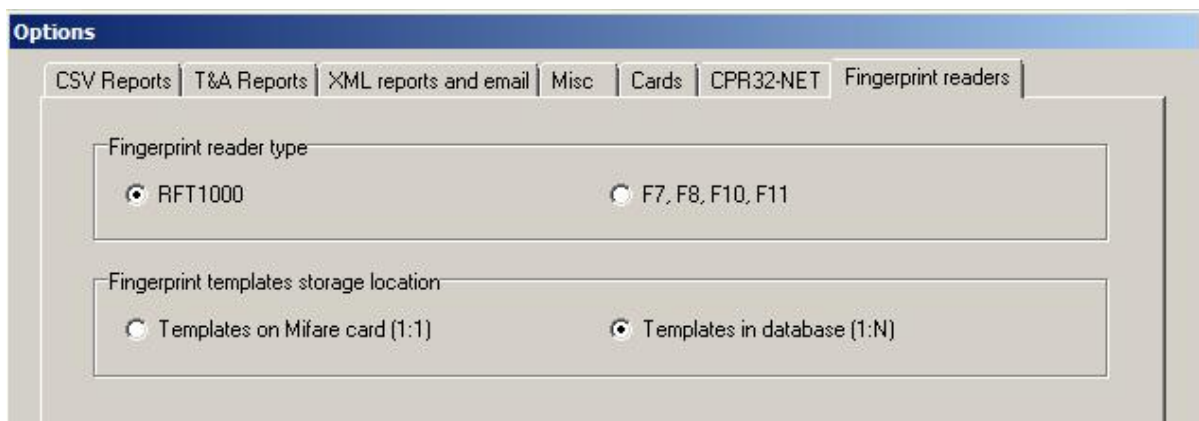 Options
CSV Reports T&A Reports XML reports and email Misc Cards CPR32-NET Fingerprint readers
Fingerprint reader type
RFT1000 F7, F8, F10, F11
Fingerprint templates storage location
Templates on Mifare card (1:1) Templates in database (1:N)